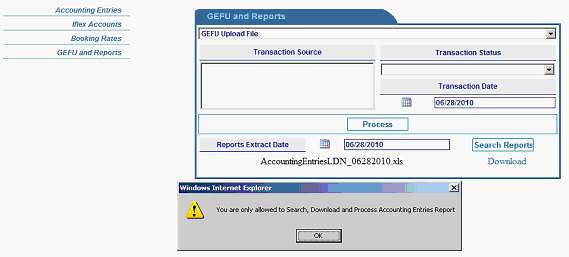 Accounting Entries
Iflex Accounts
Booking Rates
GEFU and Reports
GEFU and Reports
GEFU Upload File
Transaction Source
Transaction Status
Transaction Date
06/28/2010
Process
Reports Extract Date
06/28/2010
Search Reports
AccountingEntriesLDN_06282010.xls
Download
Windows Internet Explorer
You are only allowed to Search, Download and Process Accounting Entries Report
OK